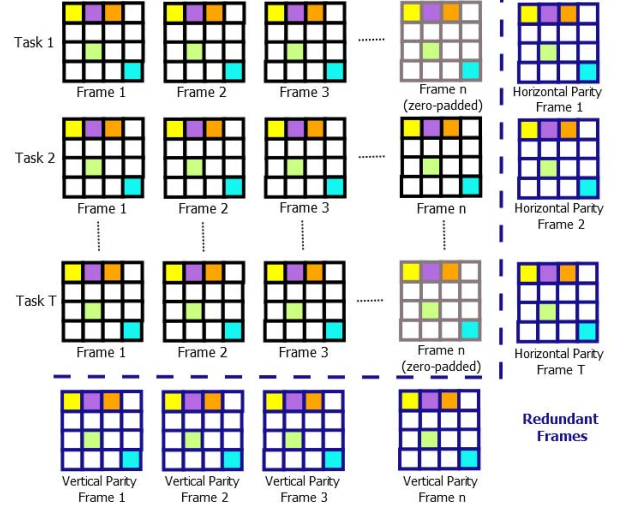 Task 1
Frame 1
Frame 2
Frame 3
Frame n
(zero-padded)
Horizontal Parity
Frame 1
Task 2
Frame 1
Frame 2
Frame 3
Frame n
Horizontal Parity
Frame 2
Task T
Frame 1
Frame 2
Frame 3
Frame n
(zero-padded)
Horizontal Parity
Frame T
Vertical Parity
Frame 1
Vertical Parity
Frame 2
Vertical Parity
Frame 3
Vertical Parity
Frame n
Redundant
Frames